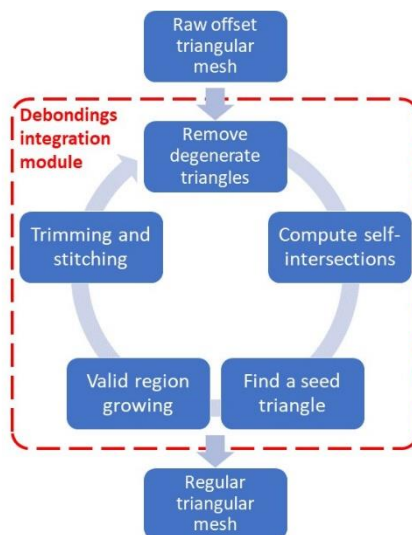 Raw offset
triangular
mesh
Debondings
integration
module
Remove
degenerate
triangles
Compute self-
intersections
Find a seed
triangle
Valid region
growing
Trimming and
stitching
Regular
triangular
mesh